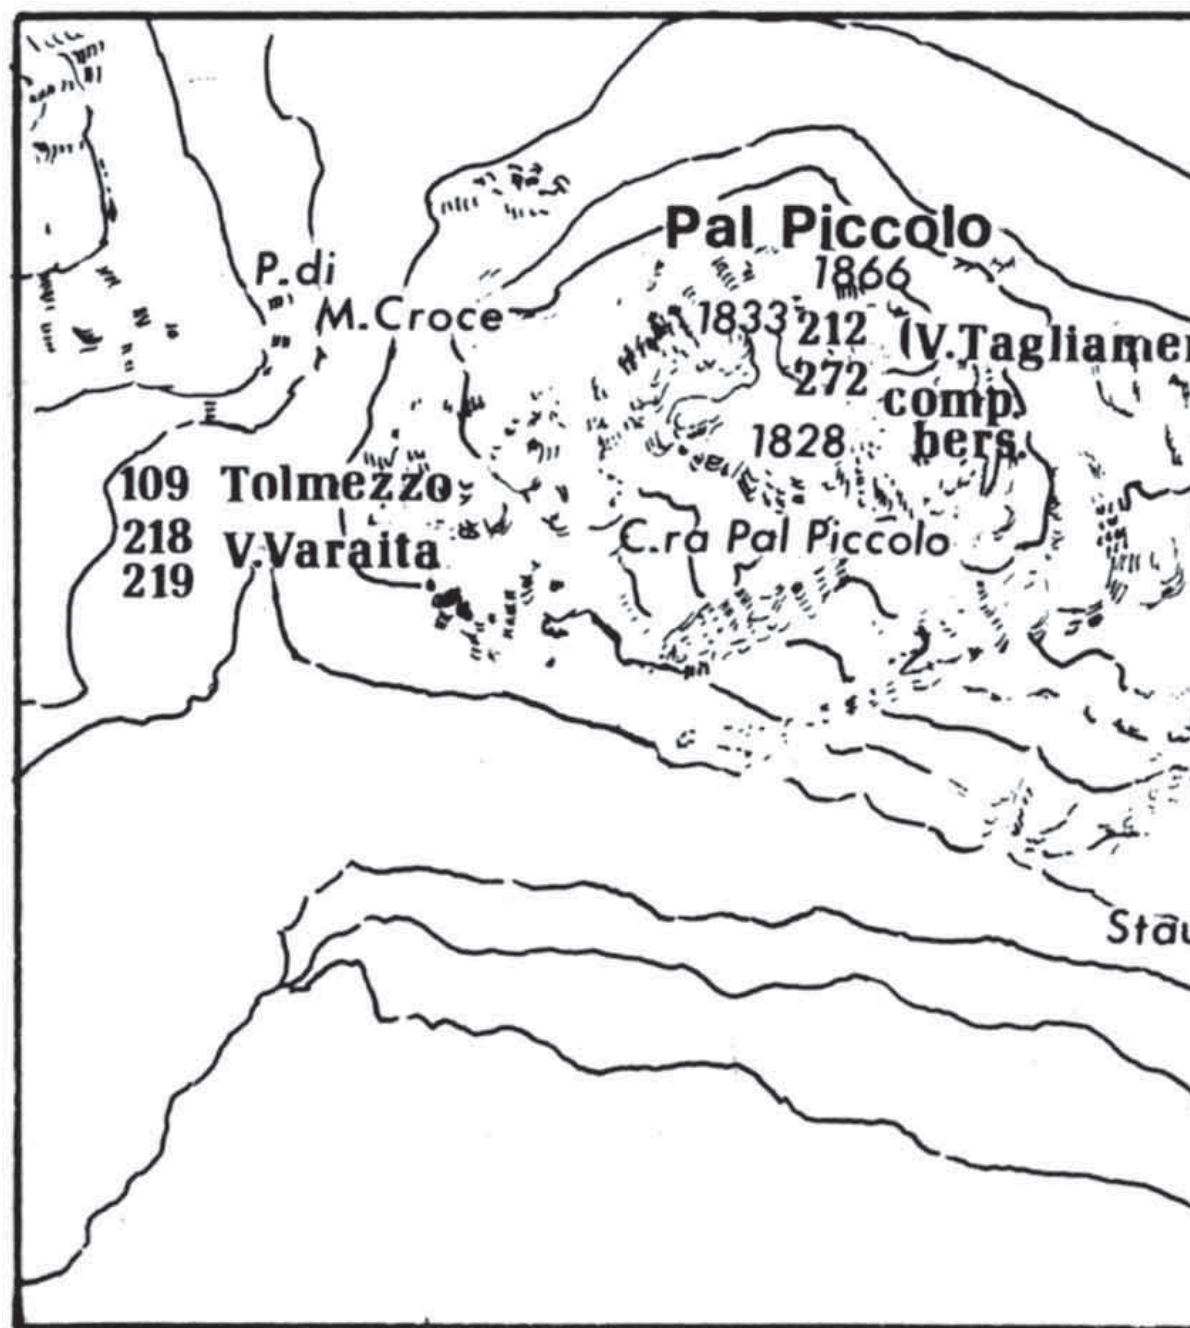 Pal Piccolo
P. di
1866
M. Croce
1833 212 (V. Tagliamen
272 comp.
1828 bers.
109 Tolmezzo
218 V. Varaita
219
C.ra Pal Piccolo
Stau